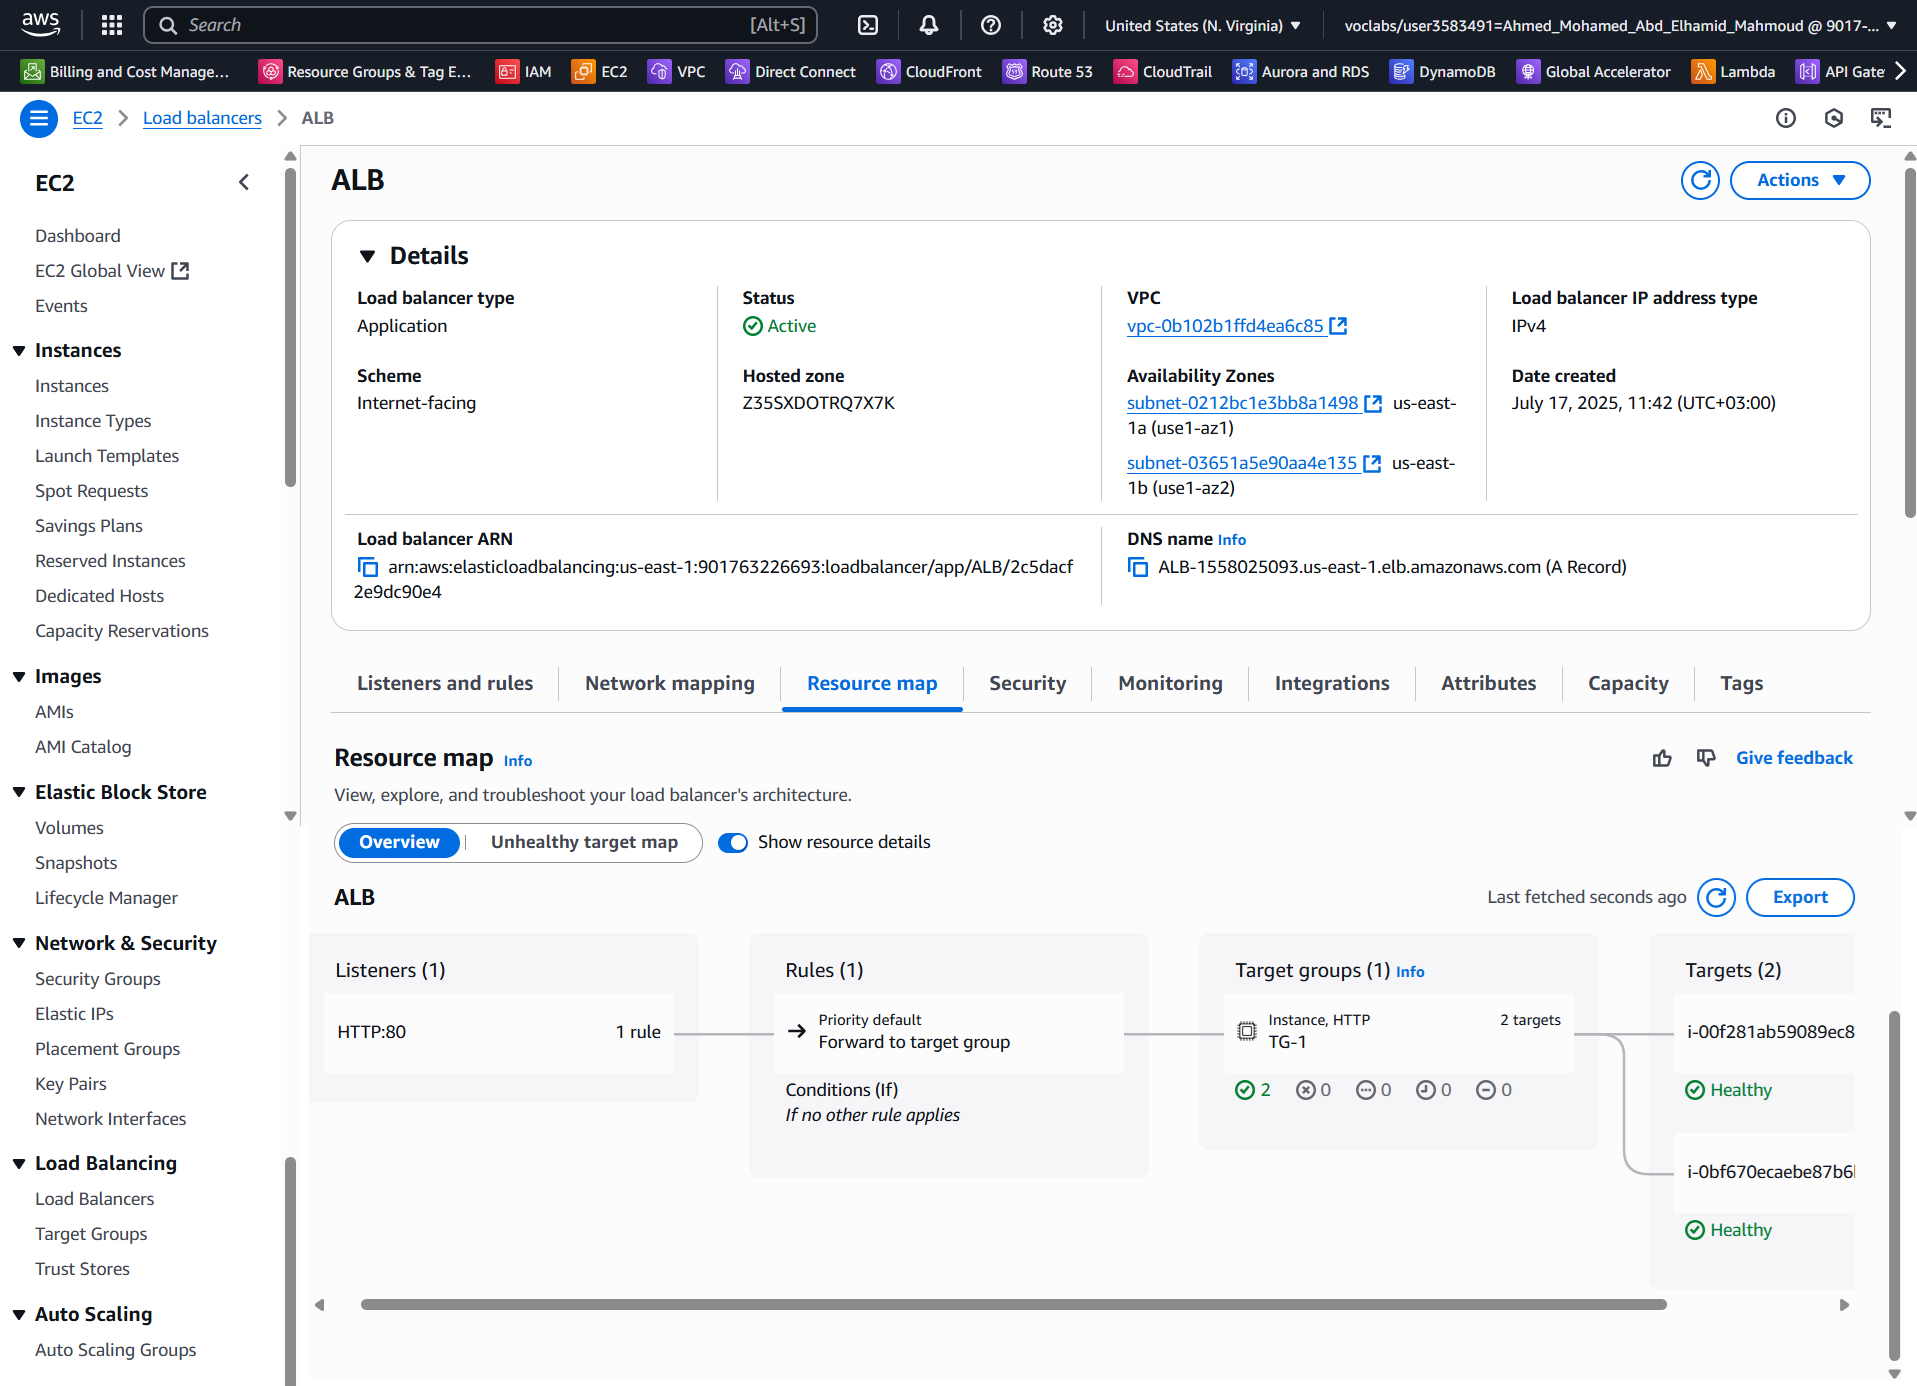 aws
Search [Alt+S]
United States (N. Virginia)
voclabs/user3583491=Ahmed_Mohamed_Abd_Elhamid_Mahmoud @ 9017-...
Billing and Cost Manage...
Resource Groups & Tag E...
IAM
EC2
VPC
Direct Connect
CloudFront
Route 53
CloudTrail
Aurora and RDS
DynamoDB
Global Accelerator
Lambda
API Gate
EC2
Load balancers
ALB
EC2
Dashboard
EC2 Global View
Events
Instances
Instances
Instance Types
Launch Templates
Spot Requests
Savings Plans
Reserved Instances
Dedicated Hosts
Capacity Reservations
Images
AMIs
AMI Catalog
Elastic Block Store
Volumes
Snapshots
Lifecycle Manager
Network & Security
Security Groups
Elastic IPs
Placement Groups
Key Pairs
Network Interfaces
Load Balancing
Load Balancers
Target Groups
Trust Stores
Auto Scaling
Auto Scaling Groups
ALB
Actions
Details
Load balancer type
Application
Status
Active
VPC
vpc-0b102b1ffd4ea6c85
Load balancer IP address type
IPv4
Scheme
Internet-facing
Hosted zone
Z35SXDOTRQ7X7K
Availability Zones
subnet-0212bc1e3bb8a1498 us-east-
1a (use1-az1)
subnet-03651a5e90aa4e135 us-east-
1b (use1-az2)
Date created
July 17, 2025, 11:42 (UTC+03:00)
Load balancer ARN
arn:aws:elasticloadbalancing:us-east-1:901763226693:loadbalancer/app/ALB/2c5dacf
2e9dc90e4
DNS name Info
ALB-1558025093.us-east-1.elb.amazonaws.com (A Record)
Listeners and rules
Network mapping
Resource map
Security
Monitoring
Integrations
Attributes
Capacity
Tags
Resource map Info
Give feedback
View, explore, and troubleshoot your load balancer's architecture.
Overview
Unhealthy target map
Show resource details
ALB
Last fetched seconds ago
Export
Listeners (1)
HTTP:80 1 rule
Rules (1)
Priority default
Forward to target group
Conditions (If)
If no other rule applies
Target groups (1) Info
Instance, HTTP 2 targets
TG-1
2 0 0 0 0
Targets (2)
i-00f281ab59089ec8
Healthy
i-0bf670ecaebe87b6
Healthy